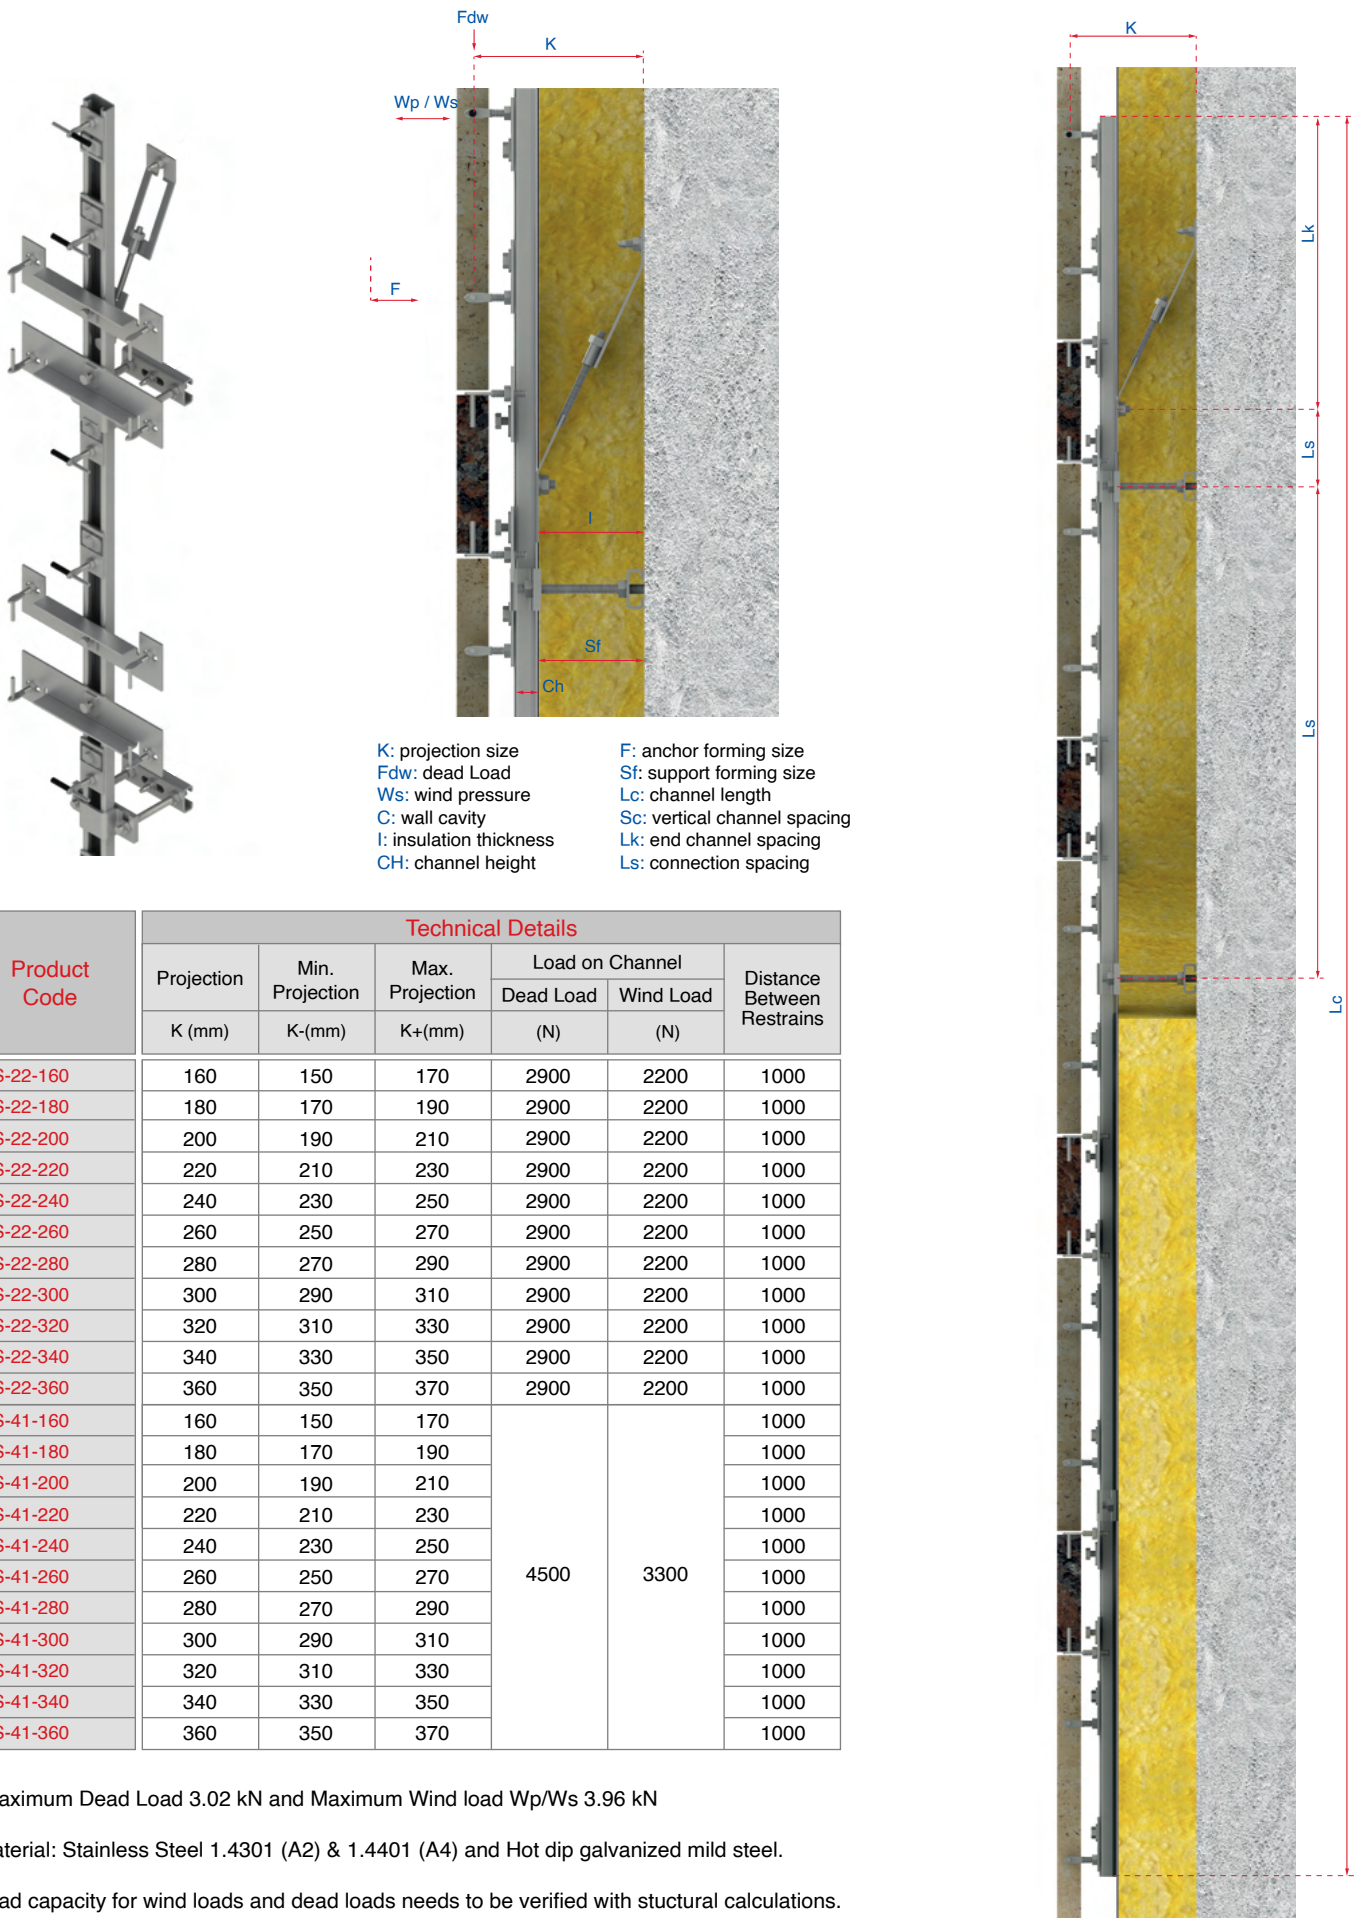 Fdw
K
Wp / Ws
F
I
Sf
Ch
K
Lk
Ls
Ls
Lc
K: projection size
Fdw: dead Load
Ws: wind pressure
C: wall cavity
I: insulation thickness
CH: channel height
F: anchor forming size
Sf: support forming size
Lc: channel length
Sc: vertical channel spacing
Lk: end channel spacing
Ls: connection spacing
Product Code
Technical Details
Projection
Min. Projection
Max. Projection
Load on Channel
Distance Between Restrains
Dead Load Wind Load
K (mm) K-(mm) K+(mm) (N) (N)
S-22-160 160 150 170 2900 2200 1000
S-22-180 180 170 190 2900 2200 1000
S-22-200 200 190 210 2900 2200 1000
S-22-220 220 210 230 2900 2200 1000
S-22-240 240 230 250 2900 2200 1000
S-22-260 260 250 270 2900 2200 1000
S-22-280 280 270 290 2900 2200 1000
S-22-300 300 290 310 2900 2200 1000
S-22-320 320 310 330 2900 2200 1000
S-22-340 340 330 350 2900 2200 1000
S-22-360 360 350 370 2900 2200 1000
S-41-160 160 150 170 1000
S-41-180 180 170 190 1000
S-41-200 200 190 210 1000
S-41-220 220 210 230 1000
S-41-240 240 230 250 1000
S-41-260 260 250 270 4500 3300 1000
S-41-280 280 270 290 1000
S-41-300 300 290 310 1000
S-41-320 320 310 330 1000
S-41-340 340 330 350 1000
S-41-360 360 350 370 1000
aximum Dead Load 3.02 kN and Maximum Wind load Wp/Ws 3.96 kN
aterial: Stainless Steel 1.4301 (A2) & 1.4401 (A4) and Hot dip galvanized mild steel.
ad capacity for wind loads and dead loads needs to be verified with stuctural calculations.